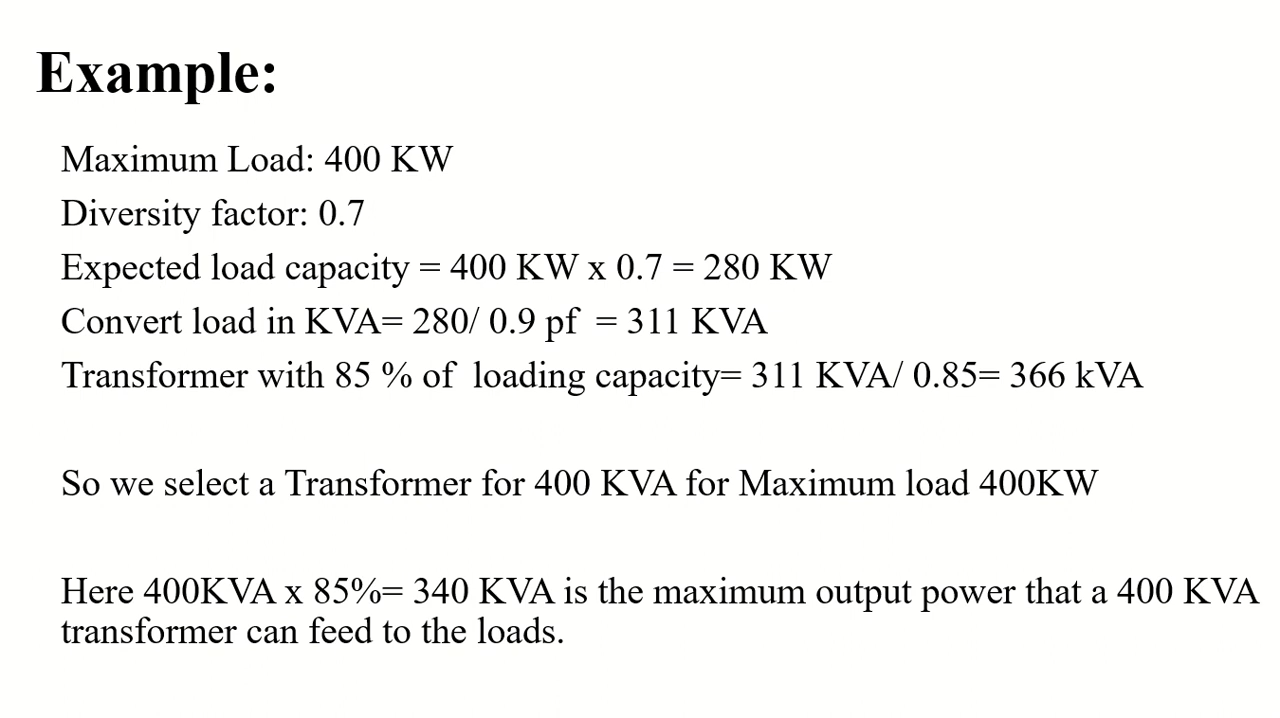 Example:
Maximum Load: 400 KW
Diversity factor: 0.7
Expected load capacity = 400 KW x 0.7 = 280 KW
Convert load in KVA= 280/ 0.9 pf  = 311 KVA
Transformer with 85 % of  loading capacity= 311 KVA/ 0.85= 366 kVA
So we select a Transformer for 400 KVA for Maximum load 400KW
Here 400KVA x 85%= 340 KVA is the maximum output power that a 400 KVA
transformer can feed to the loads.